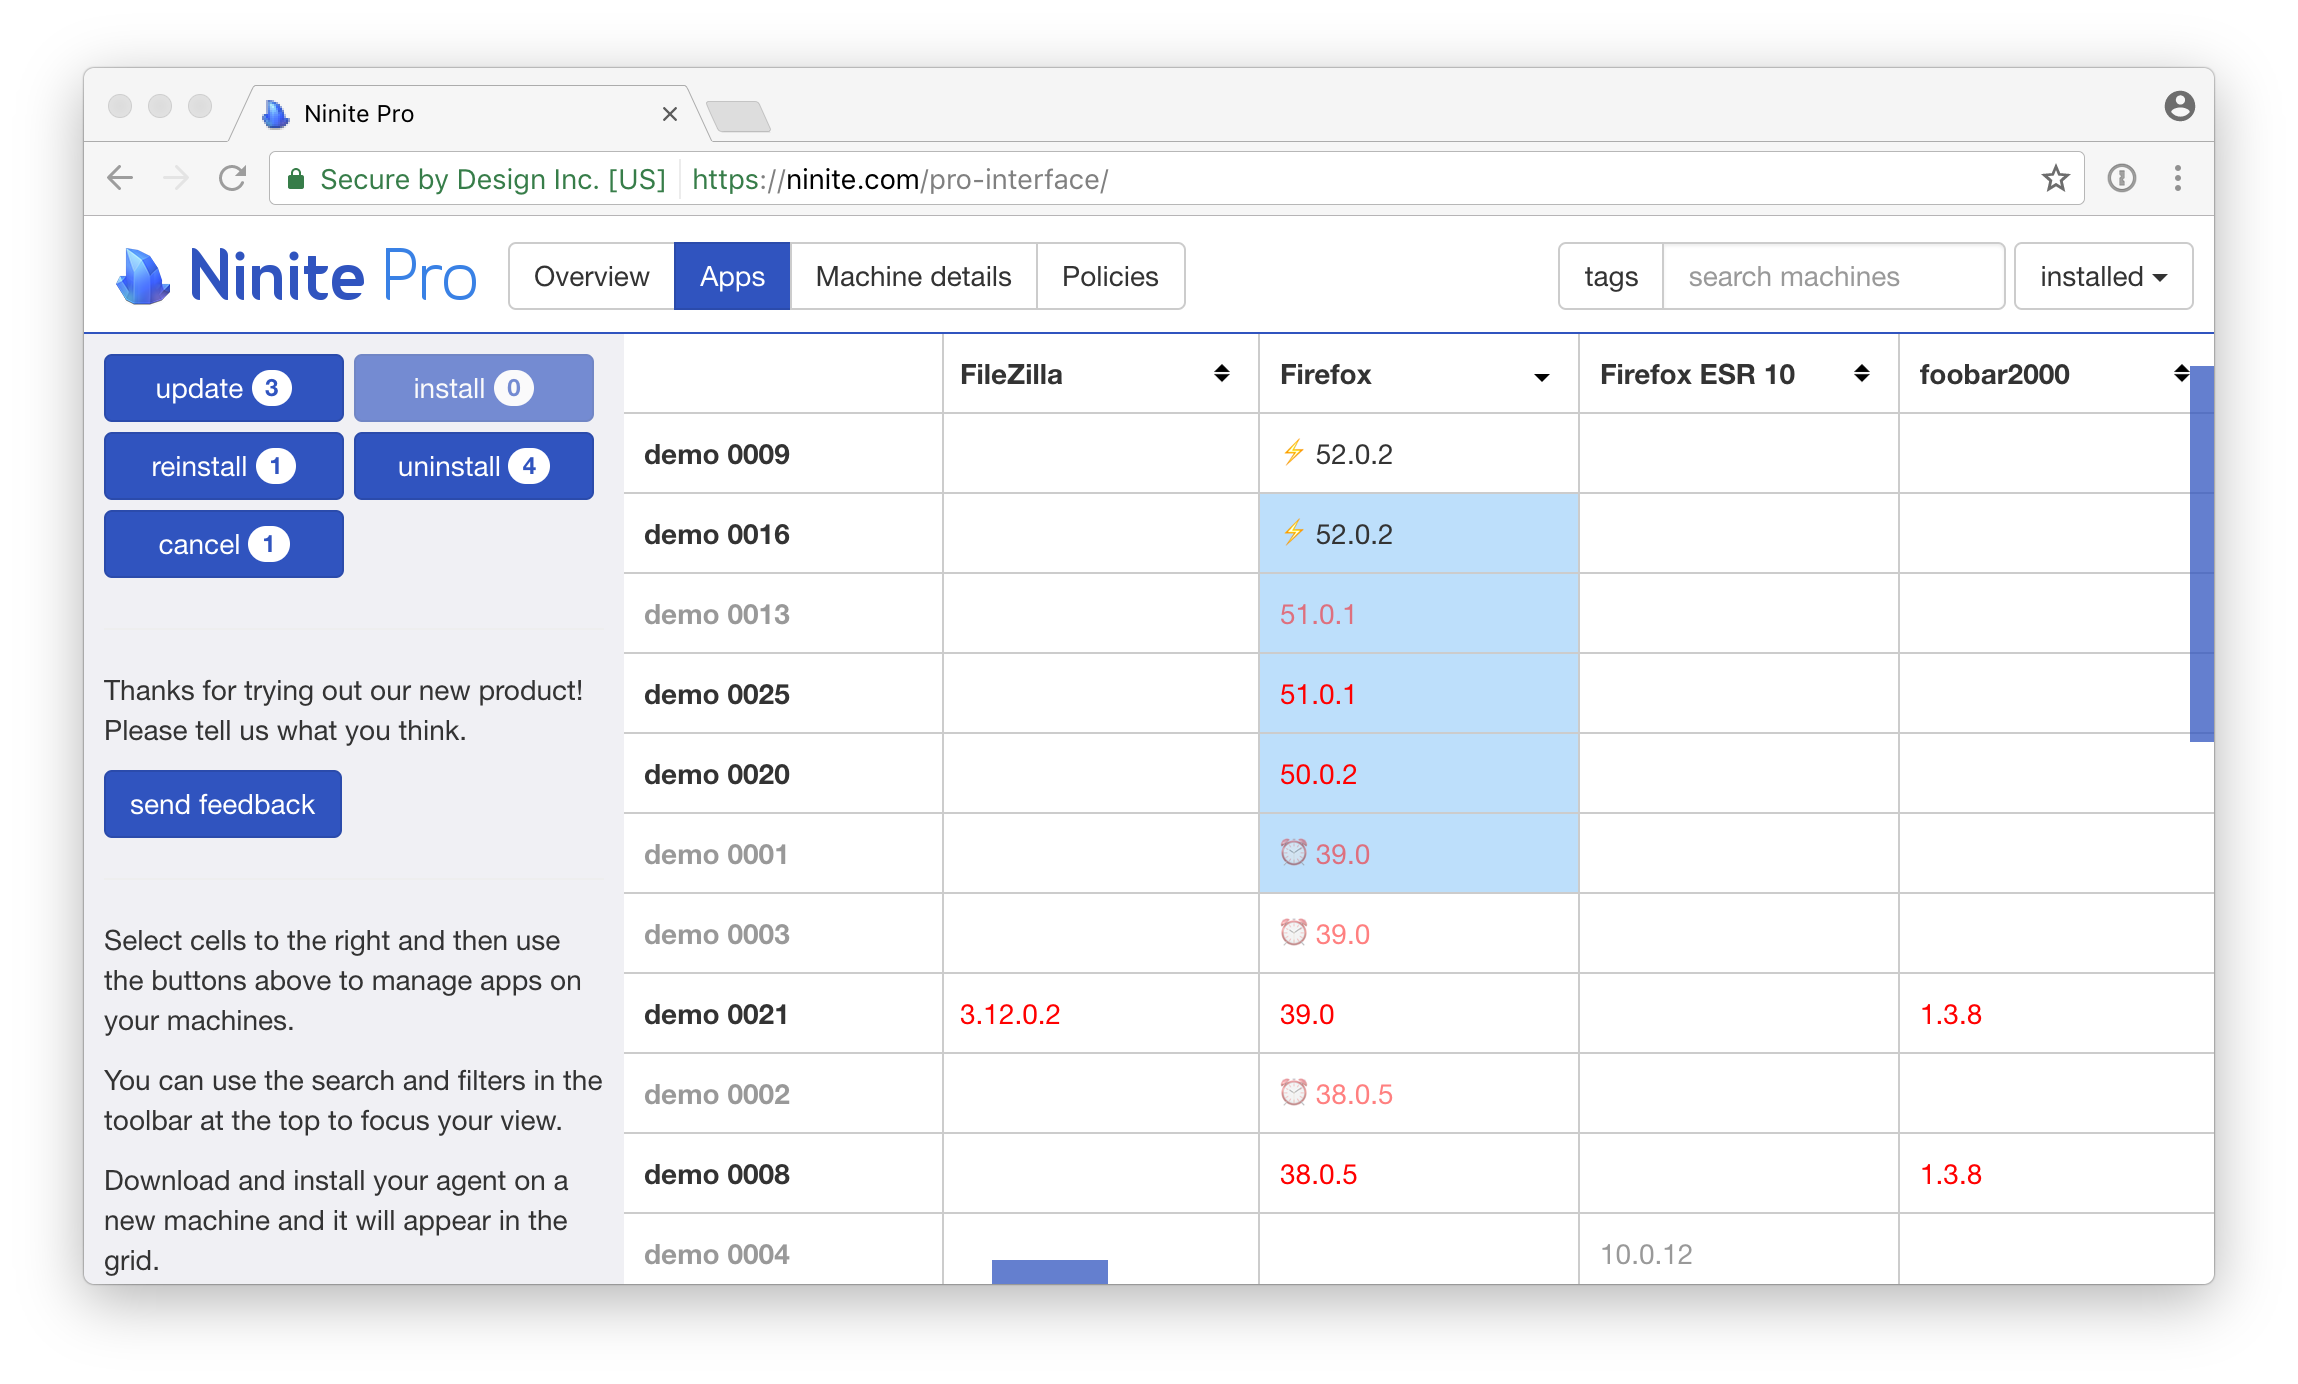 Ninite Pro
Secure by Design Inc. [US] https://ninite.com/pro-interface/
Ninite Pro Overview Apps Machine details Policies tags search machines installed
update 3 install 0
reinstall 1 uninstall 4
cancel 1
Thanks for trying out our new product!
Please tell us what you think.
send feedback
Select cells to the right and then use
the buttons above to manage apps on
your machines.
You can use the search and filters in the
toolbar at the top to focus your view.
Download and install your agent on a
new machine and it will appear in the
grid.
FileZilla Firefox Firefox ESR 10 foobar2000
demo 0009 ⚡ 52.0.2
demo 0016 ⚡ 52.0.2
demo 0013 51.0.1
demo 0025 51.0.1
demo 0020 50.0.2
demo 0001 ⏰ 39.0
demo 0003 ⏰ 39.0
demo 0021 3.12.0.2 39.0 1.3.8
demo 0002 ⏰ 38.0.5
demo 0008 38.0.5 1.3.8
demo 0004 10.0.12